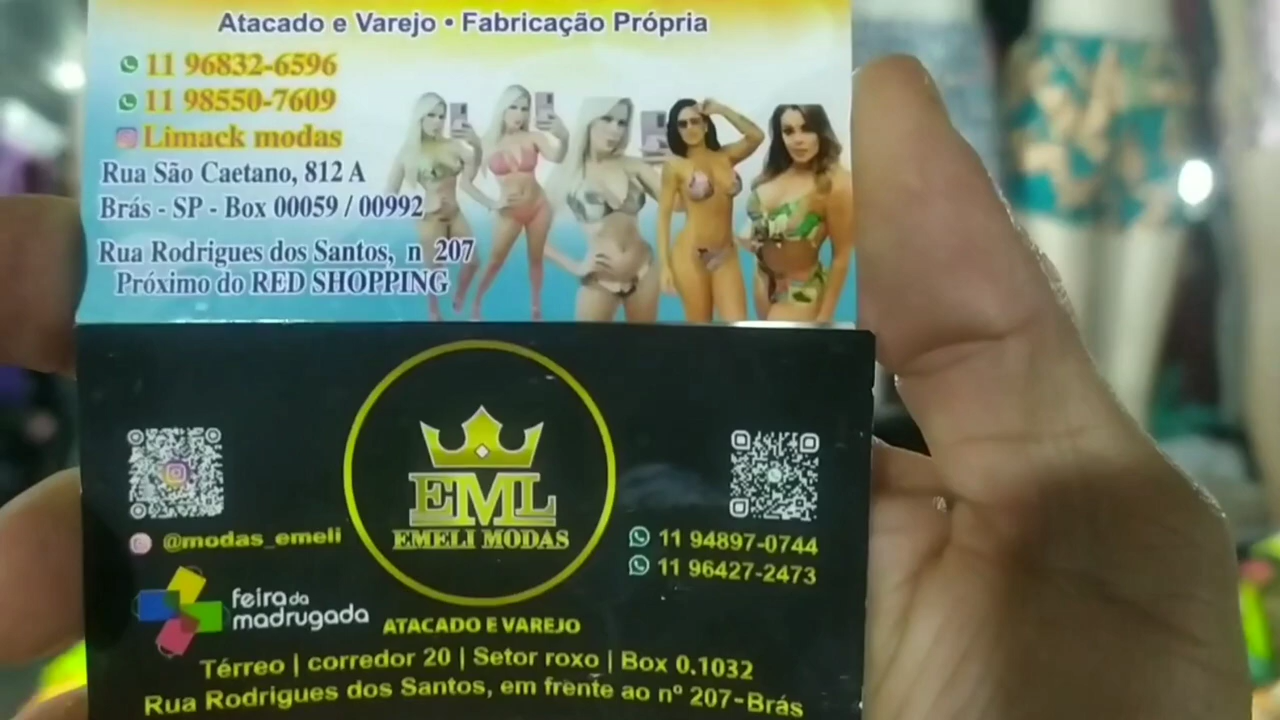 Atacado e Varejo • Fabricação Própria
11 96832-6596
11 98550-7609
Limack modas
Rua São Caetano, 812 A
Brás - SP - Box 00059 / 00992
Rua Rodrigues dos Santos, n 207
Próximo do RED SHOPPING
EML
EMELI MODAS
@modas_emeli
11 94897-0744
11 96427-2473
feira da
madrugada
ATACADO E VAREJO
Térreo | corredor 20 | Setor roxo | Box 0.1032
Rua Rodrigues dos Santos, em frente ao nº 207-Brás